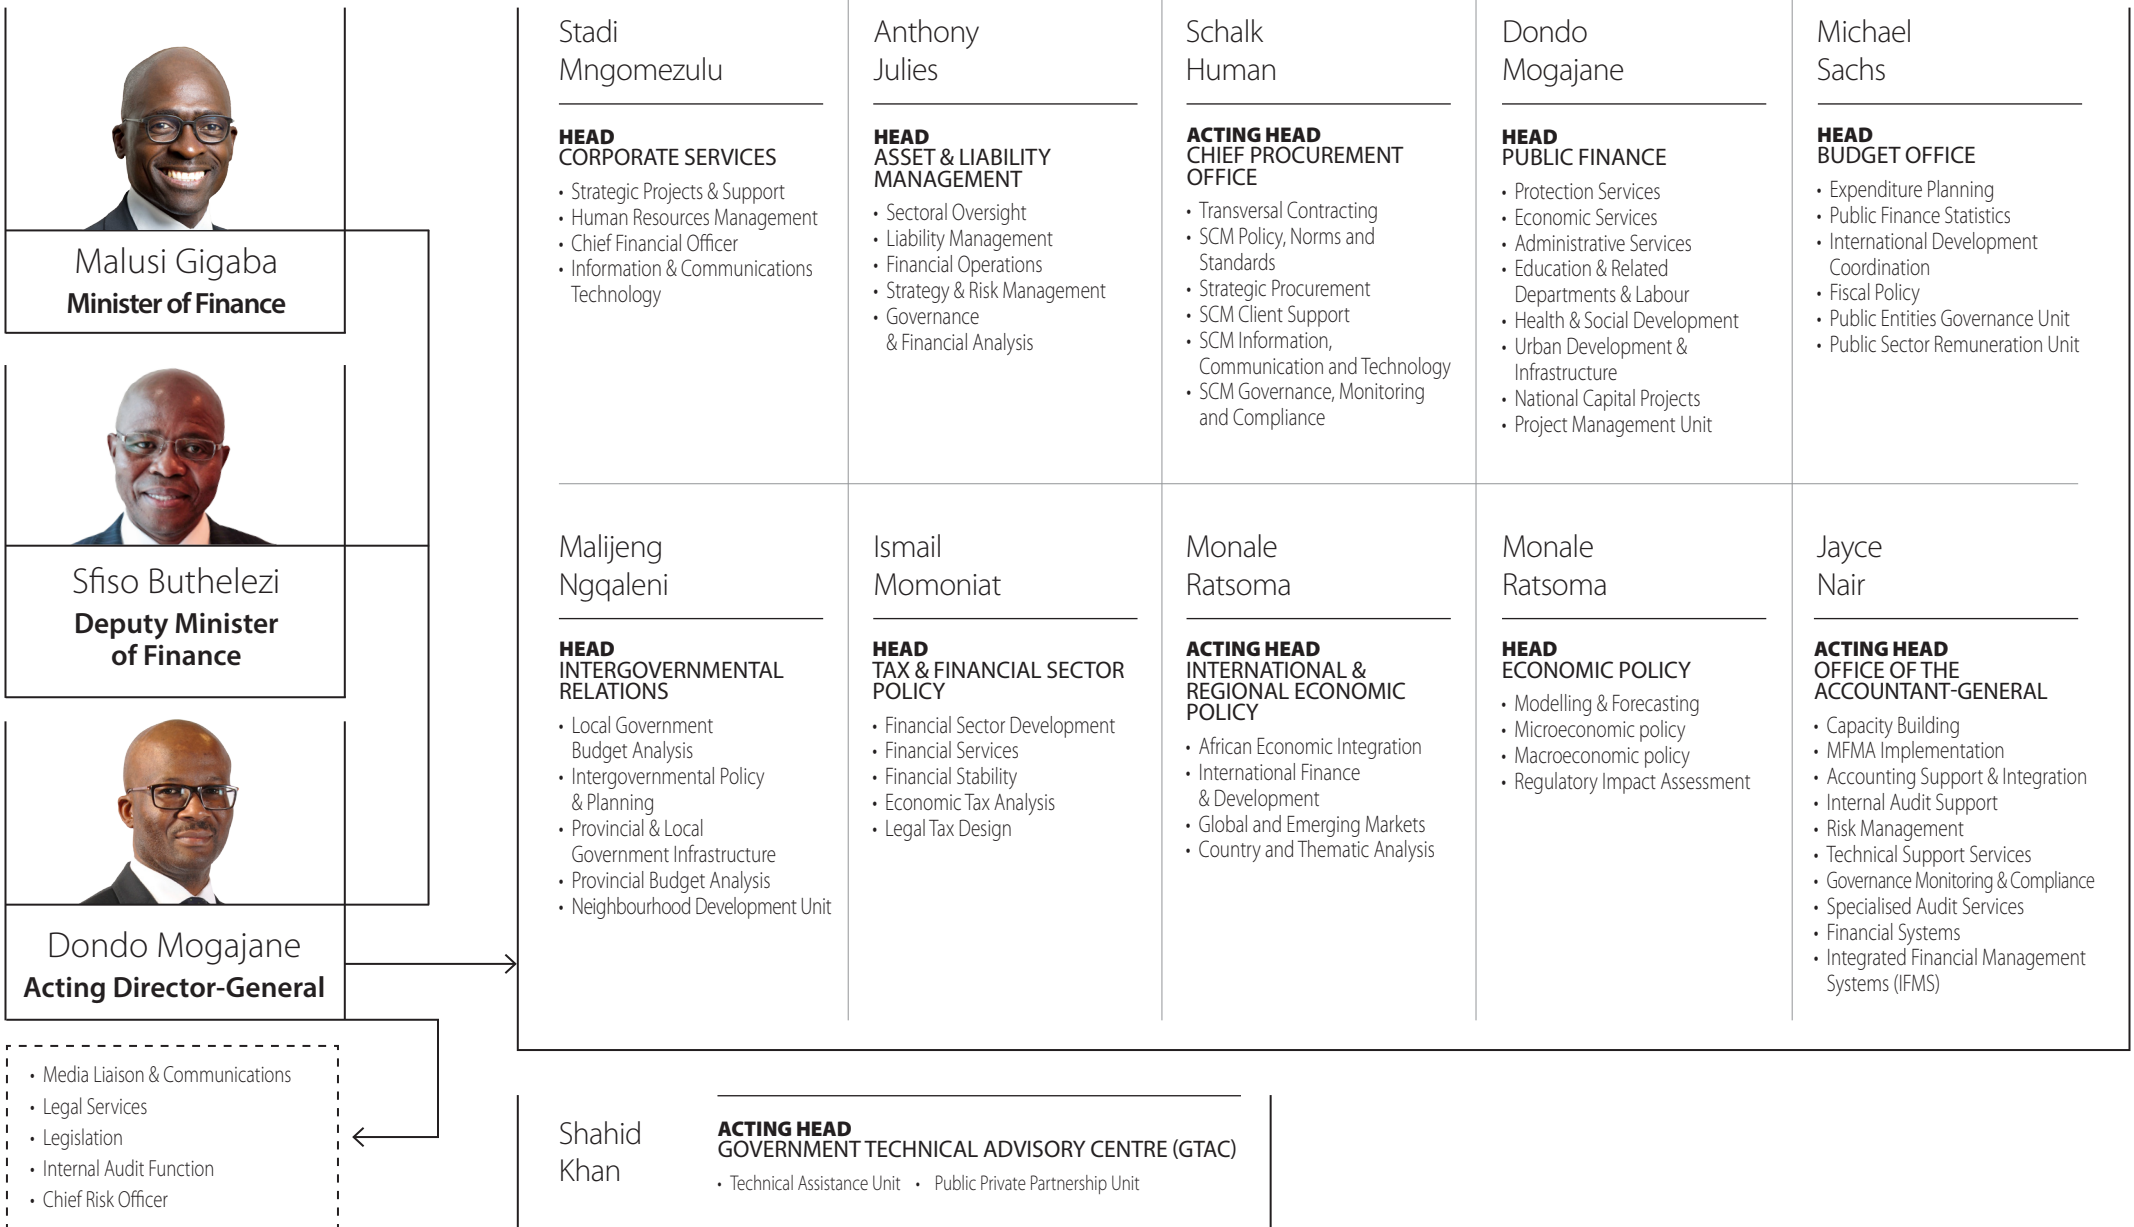 Malusi Gigaba
Minister of Finance
Sfiso Buthelezi
Deputy Minister
of Finance
Dondo Mogajane
Acting Director-General
• Media Liaison & Communications
• Legal Services
• Legislation
• Internal Audit Function
• Chief Risk Officer
Stadi
Mngomezulu
HEAD
CORPORATE SERVICES
• Strategic Projects & Support
• Human Resources Management
• Chief Financial Officer
• Information & Communications
Technology
Anthony
Julies
HEAD
ASSET & LIABILITY
MANAGEMENT
• Sectoral Oversight
• Liability Management
• Financial Operations
• Strategy & Risk Management
• Governance
& Financial Analysis
Schalk
Human
ACTING HEAD
CHIEF PROCUREMENT
OFFICE
• Transversal Contracting
• SCM Policy, Norms and
Standards
• Strategic Procurement
• SCM Client Support
• SCM Information,
Communication and Technology
• SCM Governance, Monitoring
and Compliance
Dondo
Mogajane
HEAD
PUBLIC FINANCE
• Protection Services
• Economic Services
• Administrative Services
• Education & Related
Departments & Labour
• Health & Social Development
• Urban Development &
Infrastructure
• National Capital Projects
• Project Management Unit
Michael
Sachs
HEAD
BUDGET OFFICE
• Expenditure Planning
• Public Finance Statistics
• International Development
Coordination
• Fiscal Policy
• Public Entities Governance Unit
• Public Sector Remuneration Unit
Malijeng
Ngqaleni
HEAD
INTERGOVERNMENTAL
RELATIONS
• Local Government
Budget Analysis
• Intergovernmental Policy
& Planning
• Provincial & Local
Government Infrastructure
• Provincial Budget Analysis
• Neighbourhood Development Unit
Ismail
Momoniat
HEAD
TAX & FINANCIAL SECTOR
POLICY
• Financial Sector Development
• Financial Services
• Financial Stability
• Economic Tax Analysis
• Legal Tax Design
Monale
Ratsoma
ACTING HEAD
INTERNATIONAL &
REGIONAL ECONOMIC
POLICY
• African Economic Integration
• International Finance
& Development
• Global and Emerging Markets
• Country and Thematic Analysis
Monale
Ratsoma
HEAD
ECONOMIC POLICY
• Modelling & Forecasting
• Microeconomic policy
• Macroeconomic policy
• Regulatory Impact Assessment
Jayce
Nair
ACTING HEAD
OFFICE OF THE
ACCOUNTANT-GENERAL
• Capacity Building
• MFMA Implementation
• Accounting Support & Integration
• Internal Audit Support
• Risk Management
• Technical Support Services
• Governance Monitoring & Compliance
• Specialised Audit Services
• Financial Systems
• Integrated Financial Management
Systems (IFMS)
Shahid
Khan
ACTING HEAD
GOVERNMENT TECHNICAL ADVISORY CENTRE (GTAC)
• Technical Assistance Unit • Public Private Partnership Unit